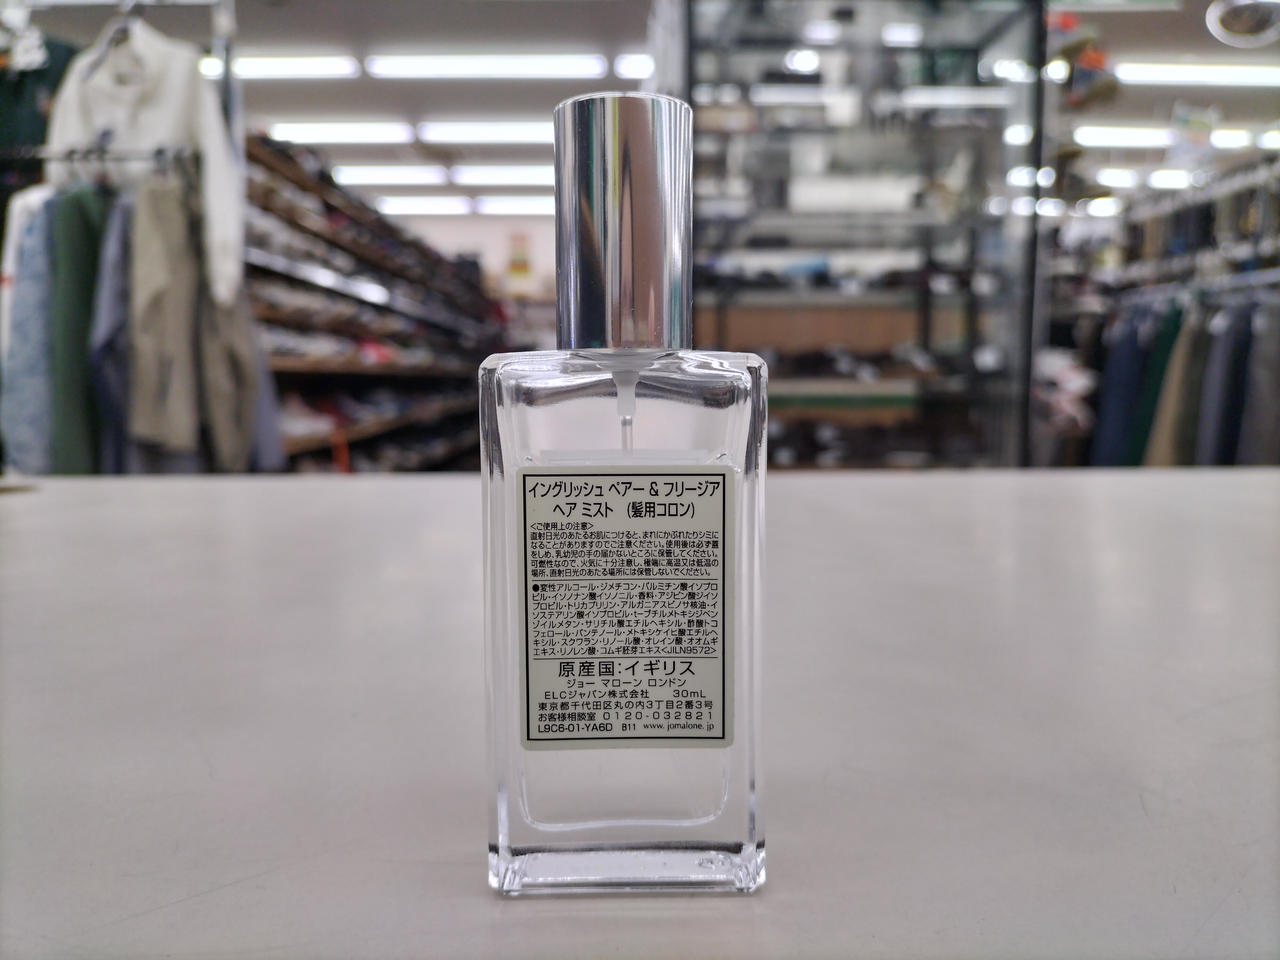 イングリッシュ ペアー & フリージア
ヘア ミスト (髪用コロン)
<ご使用上の注意>
直射日光のあたるお肌につけると、まれにかぶれたりシミに
なることがありますのでご注意ください。使用後は必ず蓋
をしめ、乳幼児の手の届かないところに保管してください。
可燃性なので、火気に十分注意し、極端に高温又は低温の
場所、直射日光のあたる場所には保管しないでください。
●変性アルコール・ジメチコン・パルミチン酸イソプロ
ピル・イソノナン酸イソノニル・香料・アジピン酸ジイソ
プロピル・トリカプリリン・アルガニアスピノサ核油・イ
ソステアリン酸イソプロピル・t-ブチルメトキシジベン
ゾイルメタン・サリチル酸エチルヘキシル・酢酸トコ
フェロール・パンテノール・メトキシケイヒ酸エチルヘ
キシル・スクワラン・リノール酸・オレイン酸・オオムギ
エキス・リノレン酸・コムギ胚芽エキス<JILN9572>
原産国:イギリス
ジョー マローン ロンドン
ELCジャパン株式会社 30mL
東京都千代田区丸の内3丁目2番3号
お客様相談室 0120-032821
L9C6-01-YA6D B11 www.jomalone.jp